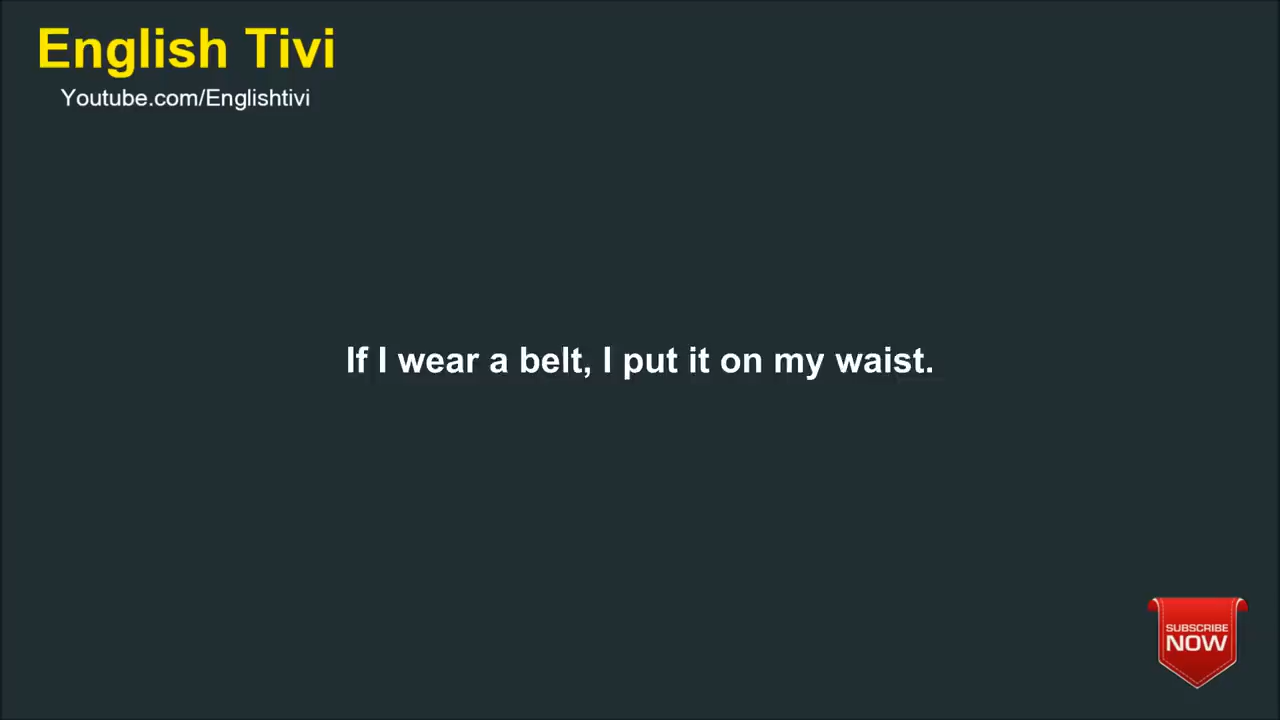 English Tivi
Youtube.com/Englishtivi
If I wear a belt, I put it on my waist.
SUBSCRIBE
NOW